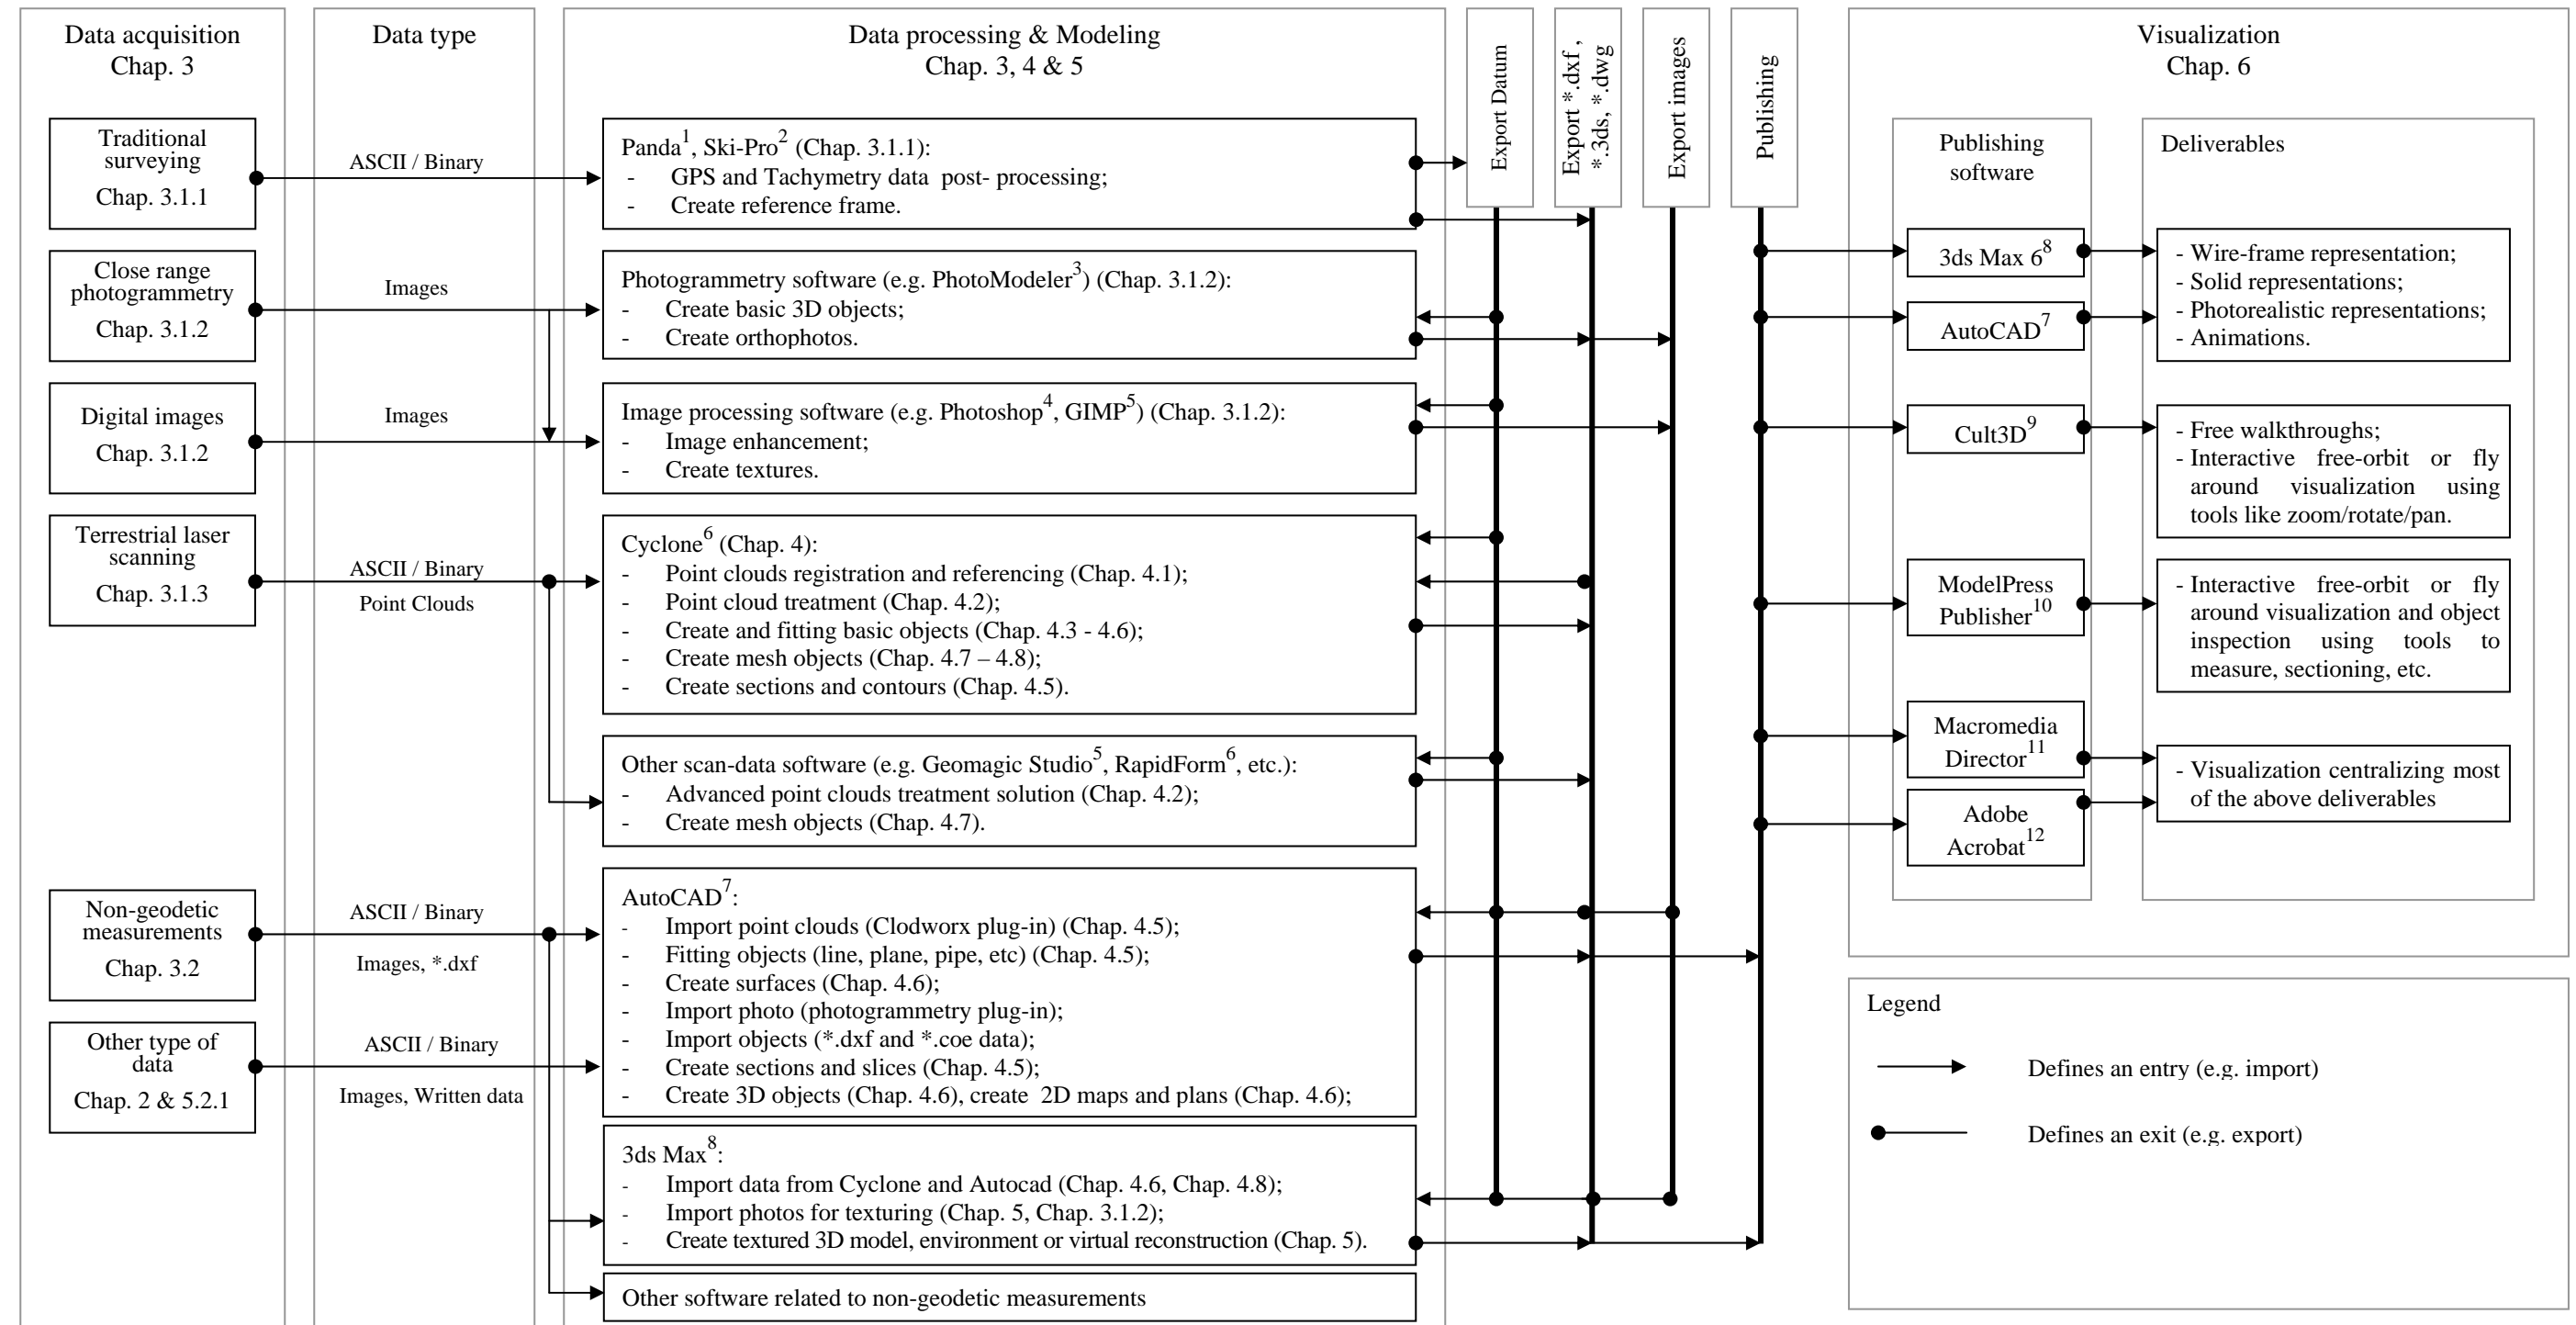 Data acquisition
Chap. 3
Traditional
surveying
Chap. 3.1.1
Close range
photogrammetry
Chap. 3.1.2
Digital images
Chap. 3.1.2
Terrestrial laser
scanning
Chap. 3.1.3
Non-geodetic
measurements
Chap. 3.2
Other type of
data
Chap. 2 & 5.2.1
Data type
ASCII / Binary
Images
Images
ASCII / Binary
Point Clouds
ASCII / Binary
Images, *.dxf
ASCII / Binary
Images, Written data
Data processing & Modeling
Chap. 3, 4 & 5
Panda1, Ski-Pro2 (Chap. 3.1.1):
- GPS and Tachymetry data post- processing;
- Create reference frame.
Photogrammetry software (e.g. PhotoModeler3) (Chap. 3.1.2):
- Create basic 3D objects;
- Create orthophotos.
Image processing software (e.g. Photoshop4, GIMP5) (Chap. 3.1.2):
- Image enhancement;
- Create textures.
Cyclone6 (Chap. 4):
- Point clouds registration and referencing (Chap. 4.1);
- Point cloud treatment (Chap. 4.2);
- Create and fitting basic objects (Chap. 4.3 - 4.6);
- Create mesh objects (Chap. 4.7 – 4.8);
- Create sections and contours (Chap. 4.5).
Other scan-data software (e.g. Geomagic Studio5, RapidForm6, etc.):
- Advanced point clouds treatment solution (Chap. 4.2);
- Create mesh objects (Chap. 4.7).
AutoCAD7:
- Import point clouds (Clodworx plug-in) (Chap. 4.5);
- Fitting objects (line, plane, pipe, etc) (Chap. 4.5);
- Create surfaces (Chap. 4.6);
- Import photo (photogrammetry plug-in);
- Import objects (*.dxf and *.coe data);
- Create sections and slices (Chap. 4.5);
- Create 3D objects (Chap. 4.6), create 2D maps and plans (Chap. 4.6);
3ds Max8:
- Import data from Cyclone and Autocad (Chap. 4.6, Chap. 4.8);
- Import photos for texturing (Chap. 5, Chap. 3.1.2);
- Create textured 3D model, environment or virtual reconstruction (Chap. 5).
Other software related to non-geodetic measurements
Export Datum
Export *.dxf ,
*.3ds, *.dwg
Export images
Publishing
Visualization
Chap. 6
Publishing
software
3ds Max 68
AutoCAD7
Cult3D9
ModelPress
Publisher10
Macromedia
Director11
Adobe
Acrobat12
Deliverables
- Wire-frame representation;
- Solid representations;
- Photorealistic representations;
- Animations.
- Free walkthroughs;
- Interactive free-orbit or fly
around visualization using
tools like zoom/rotate/pan.
- Interactive free-orbit or fly
around visualization and object
inspection using tools to
measure, sectioning, etc.
- Visualization centralizing most
of the above deliverables
Legend
Defines an entry (e.g. import)
Defines an exit (e.g. export)